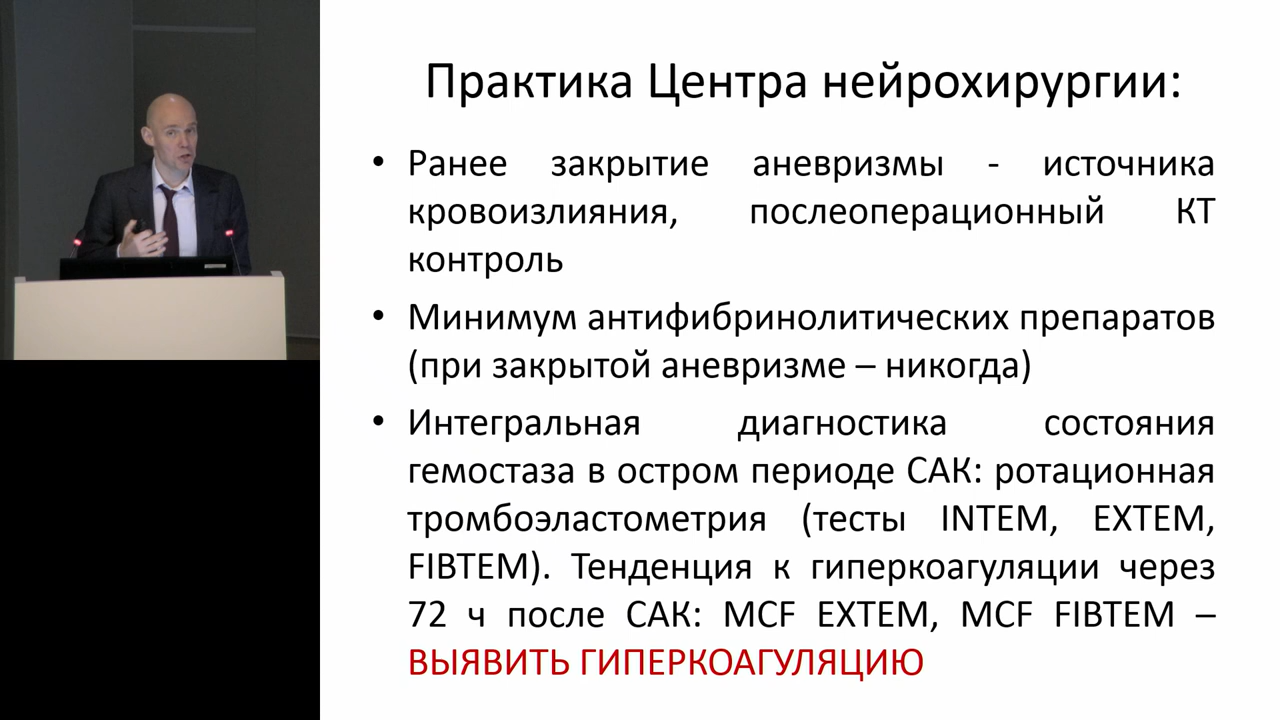 Практика Центра нейрохирургии:
• Ранее закрытие аневризмы - источника
кровоизлияния, послеоперационный КТ
контроль
• Минимум антифибринолитических препаратов
(при закрытой аневризме – никогда)
• Интегральная диагностика состояния
гемостаза в остром периоде САК: ротационная
тромбоэластометрия (тесты INTEM, EXTEM,
FIBTEM). Тенденция к гиперкоагуляции через
72 ч после САК: MCF EXTEM, MCF FIBTEM –
ВЫЯВИТЬ ГИПЕРКОАГУЛЯЦИЮ